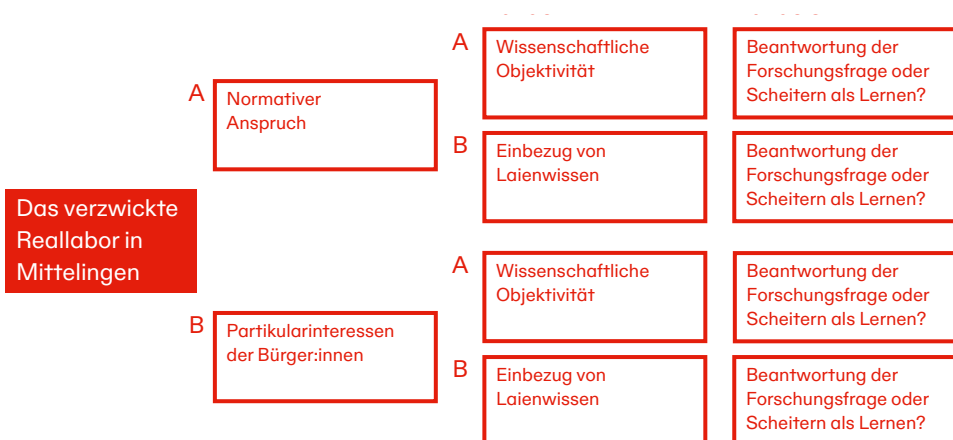 Das verzwickte
Reallabor in
Mittelingen
A
Normativer
Anspruch
A
Wissenschaftliche
Objektivität
Beantwortung der
Forschungsfrage oder
Scheitern als Lernen?
B
Einbezug von
Laienwissen
Beantwortung der
Forschungsfrage oder
Scheitern als Lernen?
B
Partikularinteressen
der Bürger:innen
A
Wissenschaftliche
Objektivität
Beantwortung der
Forschungsfrage oder
Scheitern als Lernen?
B
Einbezug von
Laienwissen
Beantwortung der
Forschungsfrage oder
Scheitern als Lernen?